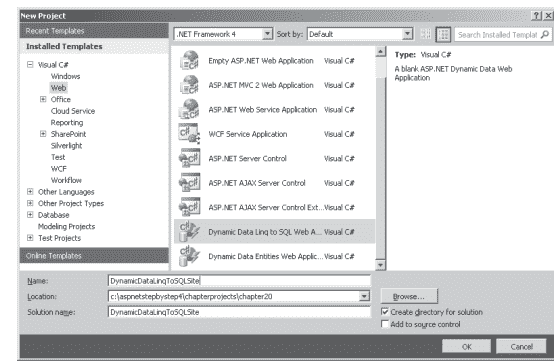 New Project
Recent Templates
.NET Framework 4
Sort by: Default
Search Installed Templat
Installed Templates
Visual C#
Windows
Web
Office
Cloud Service
Reporting
SharePoint
Silverlight
Test
WCF
Workflow
Other Languages
Other Project Types
Database
Modeling Projects
Test Projects
Online Templates
Empty ASP.NET Web Application Visual C#
ASP.NET MVC 2 Web Application Visual C#
ASP.NET Web Service Application Visual C#
WCF Service Application Visual C#
ASP.NET Server Control Visual C#
ASP.NET AJAX Server Control Visual C#
ASP.NET AJAX Server Control Ext... Visual C#
Dynamic Data Linq to SQL Web A... Visual C#
Dynamic Data Entities Web Applic... Visual C#
Type: Visual C#
A blank ASP.NET Dynamic Data Web
Application
Name: DynamicDataLinqToSQLSite
Location: c:\aspnetstepbystep4\chapterprojects\chapter20
Browse...
Solution name: DynamicDataLinqToSQLSite
Create directory for solution
Add to source control
OK Cancel